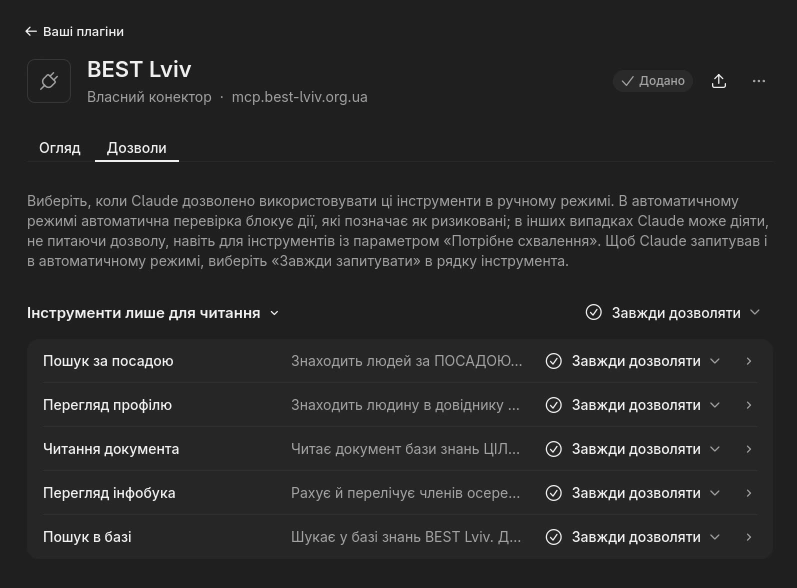 Ваші плагіни
BEST Lviv
Власний конектор · mcp.best-lviv.org.ua
Додано
Огляд
Дозволи
Виберіть, коли Claude дозволено використовувати ці інструменти в ручному режимі. В автоматичному
режимі автоматична перевірка блокує дії, які позначає як ризиковані; в інших випадках Claude може діяти,
не питаючи дозволу, навіть для інструментів із параметром «Потрібне схвалення». Щоб Claude запитував і
в автоматичному режимі, виберіть «Завжди запитувати» в рядку інструмента.
Інструменти лише для читання
Завжди дозволяти
Пошук за посадою Знаходить людей за ПОСАДОЮ... Завжди дозволяти
Перегляд профілю Знаходить людину в довіднику ... Завжди дозволяти
Читання документа Читає документ бази знань ЦІЛ... Завжди дозволяти
Перегляд інфобука Рахує й перелічує членів осере... Завжди дозволяти
Пошук в базі Шукає у базі знань BEST Lviv. Д... Завжди дозволяти